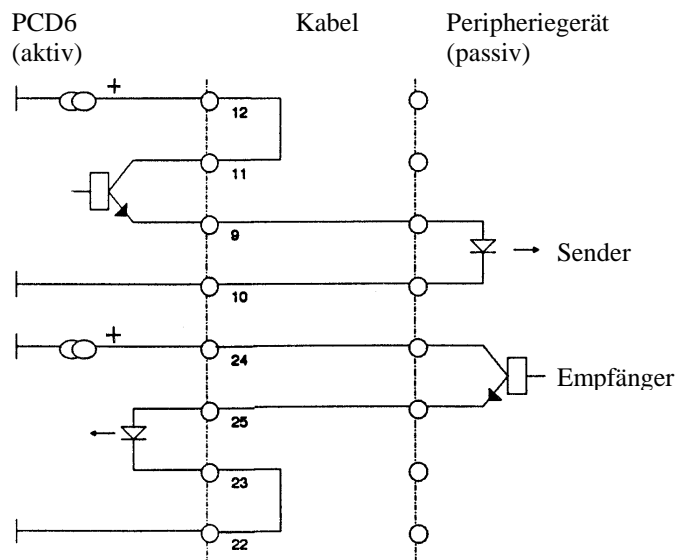 PCD6 Kabel Peripheriegerät
(aktiv) (passiv)
+
12
11
9
Sender
10
+
24
Empfänger
25
23
22